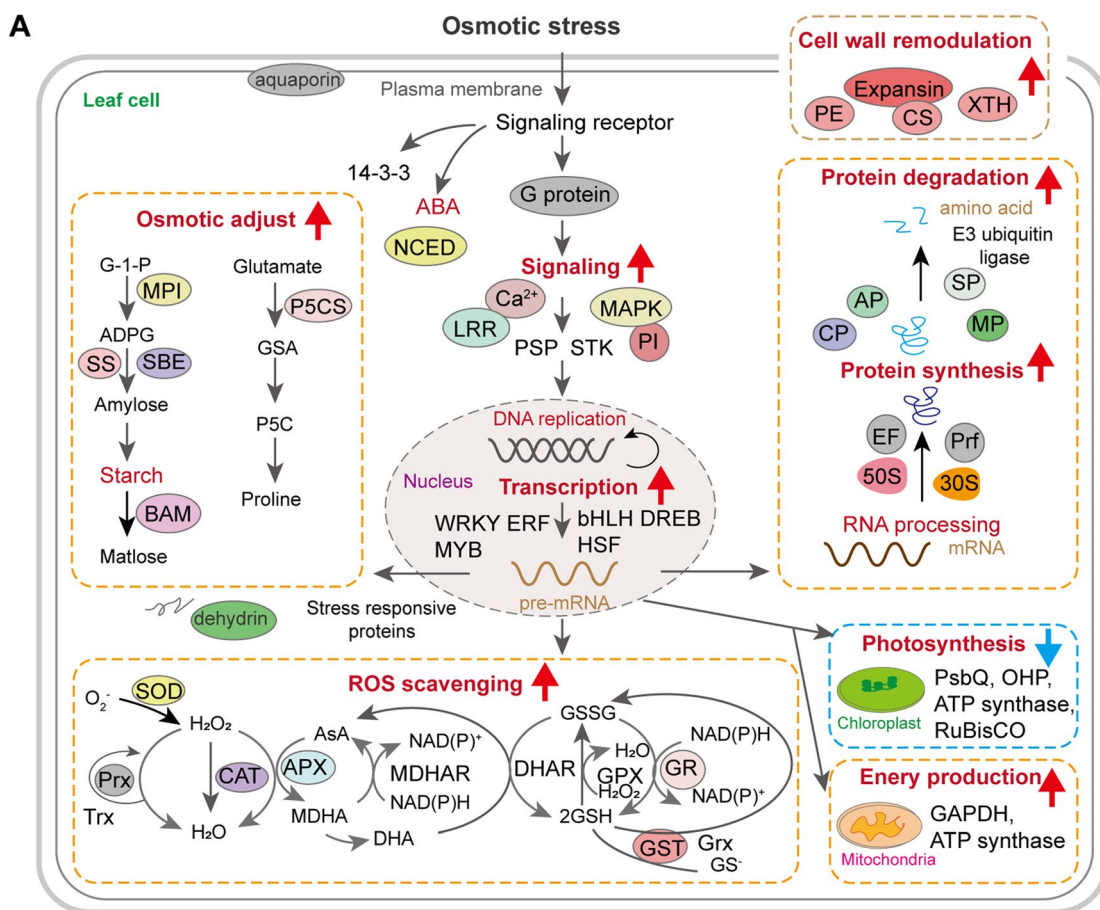 A
Osmotic stress
Cell wall remodulation
Expansin
PE
CS
XTH
aquaporin
Leaf cell
Plasma membrane
Signaling receptor
14-3-3
ABA
NCED
G protein
Signaling
Ca²⁺
LRR
MAPK
PI
PSP STK
Osmotic adjust
G-1-P
MPI
ADPG
SS
SBE
Amylose
Starch
BAM
Matlose
Glutamate
P5CS
GSA
P5C
Proline
Protein degradation
amino acid
E3 ubiquitin
ligase
SP
AP
CP
MP
Protein synthesis
EF
Prf
50S
30S
RNA processing
mRNA
DNA replication
Nucleus
Transcription
WRKY ERF
MYB
bHLH DREB
HSF
pre-mRNA
dehydrin
Stress responsive
proteins
Photosynthesis
PsbQ, OHP,
ATP synthase,
RuBisCO
Chloroplast
Enery production
GAPDH,
ATP synthase
Mitochondria
ROS scavenging
O₂⁻
SOD
H₂O₂
Prx
Trx
CAT
H₂O
AsA
APX
MDHA
DHA
NAD(P)⁺
MDHAR
NAD(P)H
DHAR
GSSG
H₂O
GPX
H₂O₂
2GSH
NAD(P)H
GR
NAD(P)⁺
GST
Grx
GS⁻